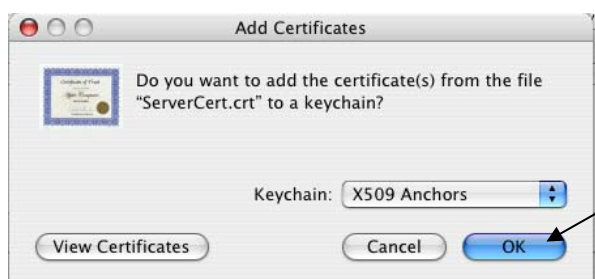 Add Certificates
Do you want to add the certificate(s) from the file
“ServerCert.crt” to a keychain?
Keychain: X509 Anchors
View Certificates
Cancel
OK